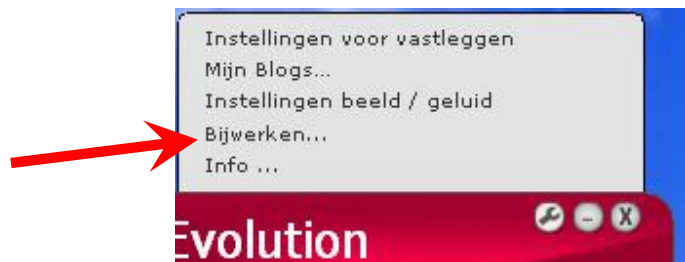 Instellingen voor vastleggen
Mijn Blogs...
Instellingen beeld / geluid
Bijwerken...
Info ...
Evolution